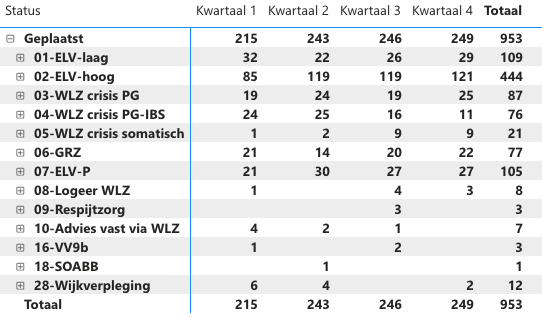 Status Kwartaal 1 Kwartaal 2 Kwartaal 3 Kwartaal 4 Totaal
Geplaatst 215 243 246 249 953
01-ELV-laag 32 22 26 29 109
02-ELV-hoog 85 119 119 121 444
03-WLZ crisis PG 19 24 19 25 87
04-WLZ crisis PG-IBS 24 25 16 11 76
05-WLZ crisis somatisch 1 2 9 9 21
06-GRZ 21 14 20 22 77
07-ELV-P 21 30 27 27 105
08-Logeer WLZ 1 4 3 8
09-Respijtzorg 3 3
10-Advies vast via WLZ 4 2 1 7
16-VV9b 1 2 3
18-SOABB 1 1
28-Wijkverpleging 6 4 2 12
Totaal 215 243 246 249 953